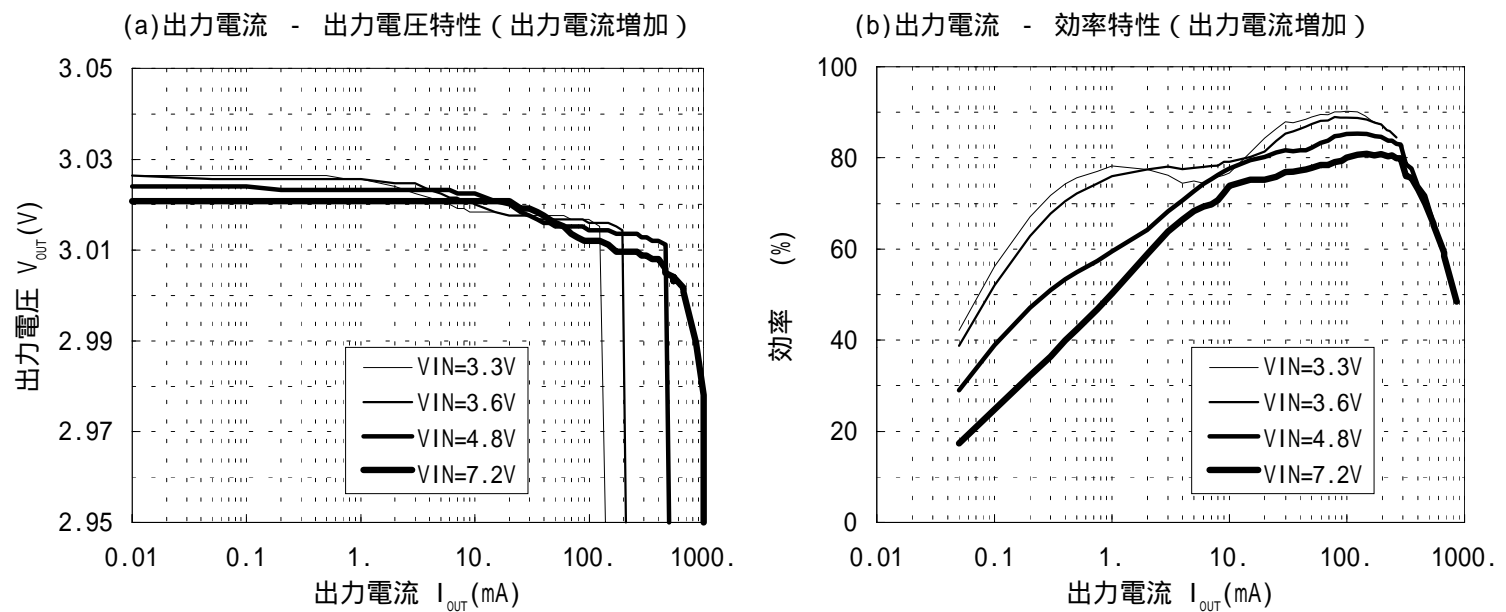 (a)出力電流 - 出力電圧特性(出力電流増加)
3.05
3.03
3.01
2.99
2.97
2.95
出力電圧 VOUT(V)
VIN=3.3V
VIN=3.6V
VIN=4.8V
VIN=7.2V
0.01 0.1 1. 10. 100. 1000.
出力電流 IOUT(mA)
(b)出力電流 - 効率特性(出力電流増加)
100
80
60
40
20
0
効率 (%)
VIN=3.3V
VIN=3.6V
VIN=4.8V
VIN=7.2V
0.01 0.1 1. 10. 100. 1000.
出力電流 IOUT(mA)